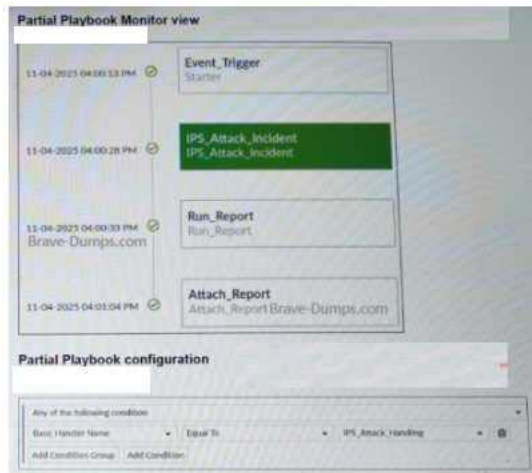 Partial Playbook Monitor view
11-04-2025 04:00:13 PM
Event_Trigger
Starter
11-04-2025 04:00:28 PM
IPS_Attack_Incident
IPS_Attack_Incident
11-04-2025 04:00:33 PM
Run_Report
Run_Report
Brave-Dumps.com
11-04-2025 04:01:04 PM
Attach_Report
Attach_Report Brave-Dumps.com
Partial Playbook configuration
Any of the following condition
Basic Handler Name Equal To IPS_Attack_Handling
Add Condition Group Add Condition